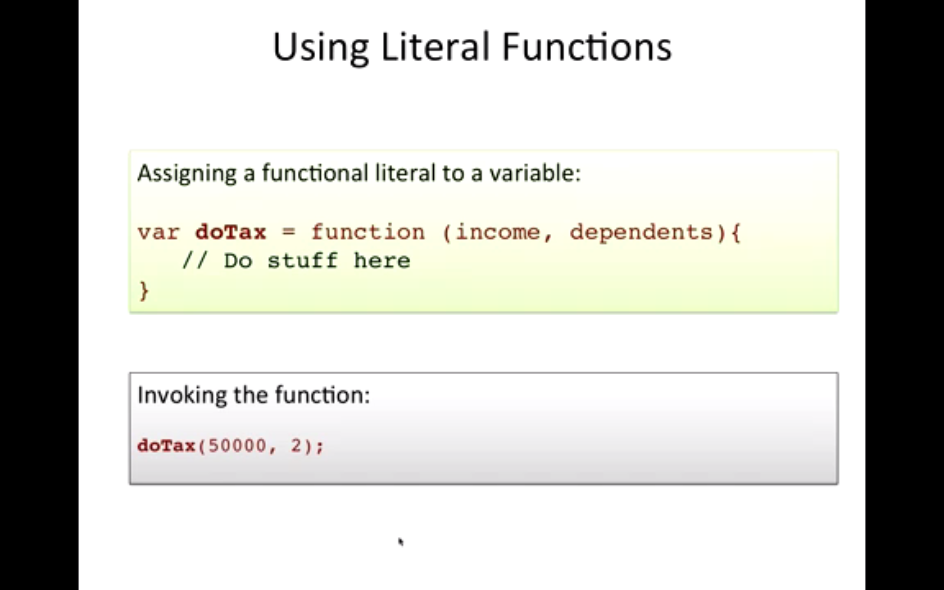 Using Literal Functions
Assigning a functional literal to a variable:
var doTax = function (income, dependents){
// Do stuff here
}
Invoking the function:
doTax(50000, 2);